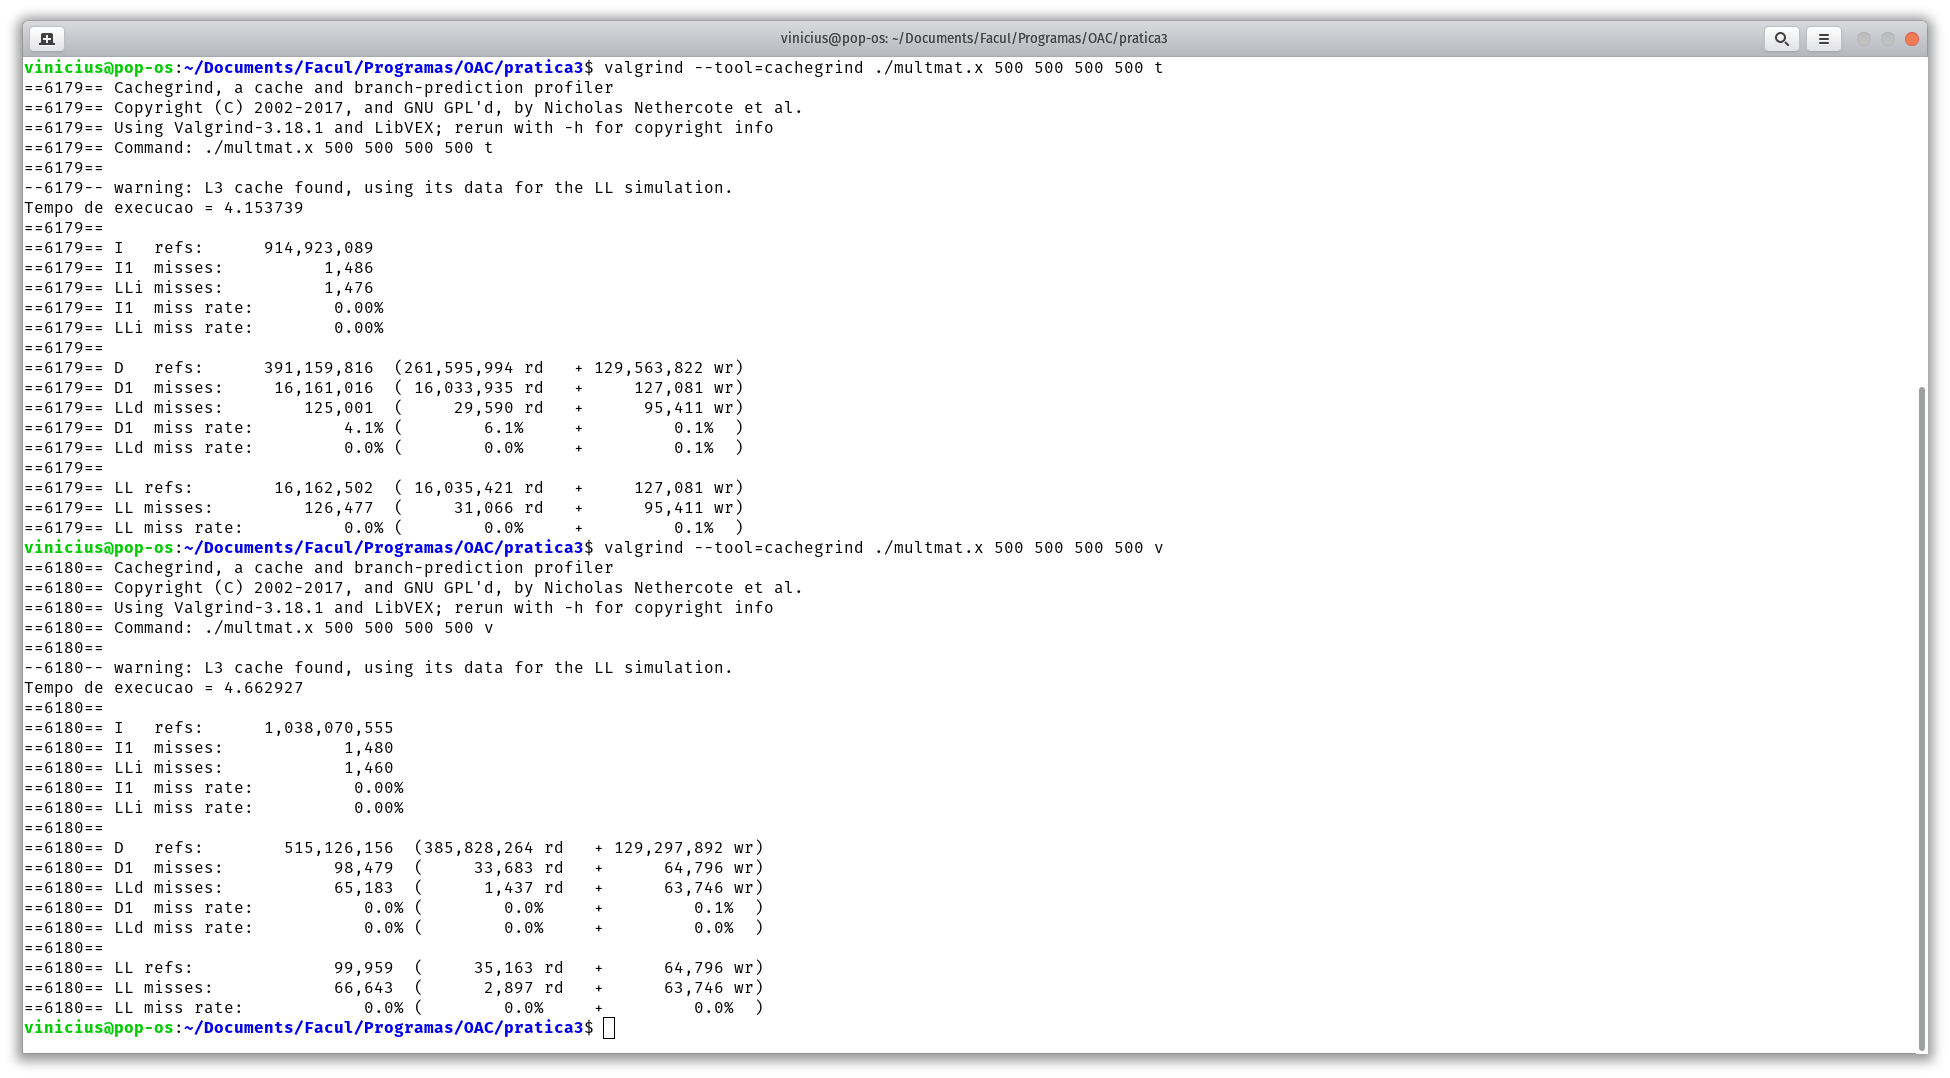 vinicius@pop-os: ~/Documents/Facul/Programas/OAC/pratica3
vinicius@pop-os:~/Documents/Facul/Programas/OAC/pratica3$ valgrind --tool=cachegrind ./multmat.x 500 500 500 500 t
==6179== Cachegrind, a cache and branch-prediction profiler
==6179== Copyright (C) 2002-2017, and GNU GPL'd, by Nicholas Nethercote et al.
==6179== Using Valgrind-3.18.1 and LibVEX; rerun with -h for copyright info
==6179== Command: ./multmat.x 500 500 500 500 t
==6179==
--6179-- warning: L3 cache found, using its data for the LL simulation.
Tempo de execucao = 4.153739
==6179==
==6179== I   refs:      914,923,089
==6179== I1  misses:          1,486
==6179== LLi misses:          1,476
==6179== I1  miss rate:        0.00%
==6179== LLi miss rate:        0.00%
==6179==
==6179== D   refs:      391,159,816  (261,595,994 rd   + 129,563,822 wr)
==6179== D1  misses:     16,161,016  ( 16,033,935 rd   +     127,081 wr)
==6179== LLd misses:        125,001  (     29,590 rd   +      95,411 wr)
==6179== D1  miss rate:         4.1% (        6.1%     +         0.1%  )
==6179== LLd miss rate:         0.0% (        0.0%     +         0.1%  )
==6179==
==6179== LL refs:        16,162,502  ( 16,035,421 rd   +     127,081 wr)
==6179== LL misses:         126,477  (     31,066 rd   +      95,411 wr)
==6179== LL miss rate:          0.0% (        0.0%     +         0.1%  )
vinicius@pop-os:~/Documents/Facul/Programas/OAC/pratica3$ valgrind --tool=cachegrind ./multmat.x 500 500 500 500 v
==6180== Cachegrind, a cache and branch-prediction profiler
==6180== Copyright (C) 2002-2017, and GNU GPL'd, by Nicholas Nethercote et al.
==6180== Using Valgrind-3.18.1 and LibVEX; rerun with -h for copyright info
==6180== Command: ./multmat.x 500 500 500 500 v
==6180==
--6180-- warning: L3 cache found, using its data for the LL simulation.
Tempo de execucao = 4.662927
==6180==
==6180== I   refs:      1,038,070,555
==6180== I1  misses:            1,480
==6180== LLi misses:            1,460
==6180== I1  miss rate:          0.00%
==6180== LLi miss rate:          0.00%
==6180==
==6180== D   refs:        515,126,156  (385,828,264 rd   + 129,297,892 wr)
==6180== D1  misses:           98,479  (     33,683 rd   +      64,796 wr)
==6180== LLd misses:           65,183  (      1,437 rd   +      63,746 wr)
==6180== D1  miss rate:           0.0% (        0.0%     +         0.1%  )
==6180== LLd miss rate:           0.0% (        0.0%     +         0.0%  )
==6180==
==6180== LL refs:              99,959  (     35,163 rd   +      64,796 wr)
==6180== LL misses:            66,643  (      2,897 rd   +      63,746 wr)
==6180== LL miss rate:            0.0% (        0.0%     +         0.0%  )
vinicius@pop-os:~/Documents/Facul/Programas/OAC/pratica3$